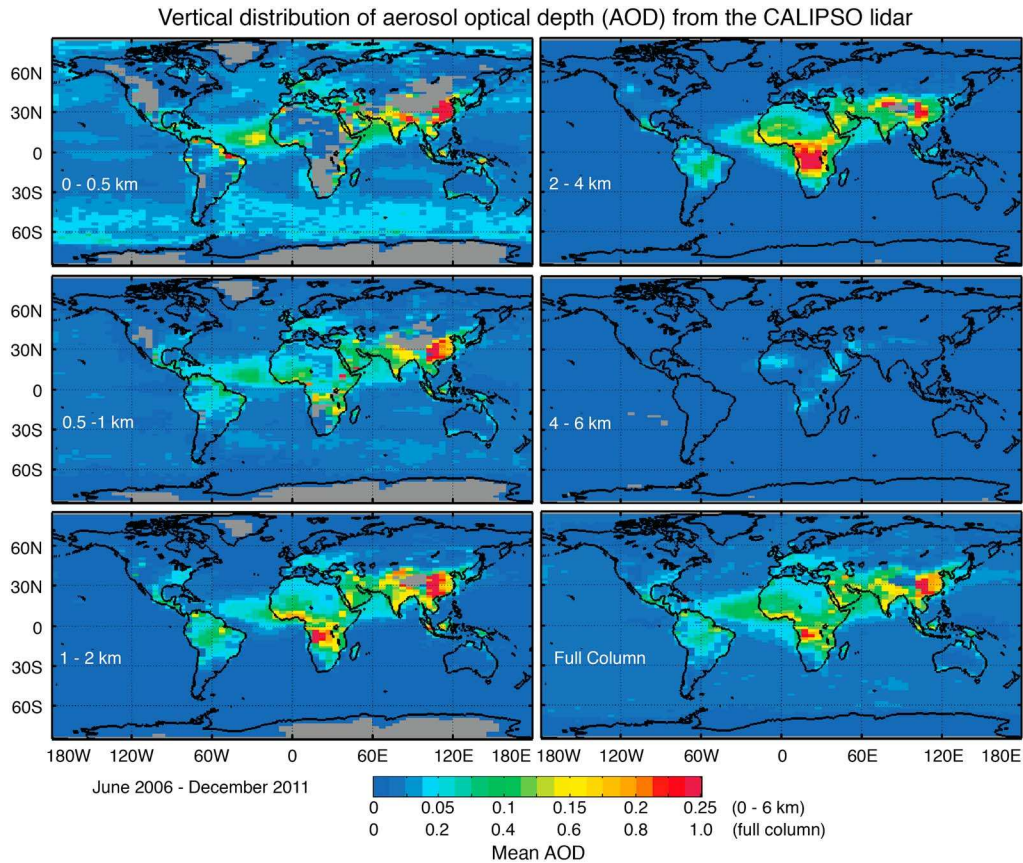 Vertical distribution of aerosol optical depth (AOD) from the CALIPSO lidar
60N
30N
0
30S
60S
0 - 0.5 km
2 - 4 km
60N
30N
0
30S
60S
0.5 -1 km
4 - 6 km
60N
30N
0
30S
60S
1 - 2 km
Full Column
180W 120W 60W 0 60E 120E 180E 180W 120W 60W 0 60E 120E 180E
June 2006 - December 2011
0 0.05 0.1 0.15 0.2 0.25 (0 - 6 km)
0 0.2 0.4 0.6 0.8 1.0 (full column)
Mean AOD